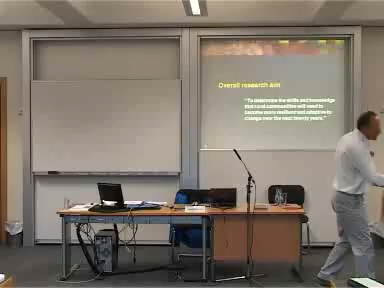 Overall research aim
"To determine the skills and knowledge
that rural communities will need to
become more resilient and adaptive to
change over the next twenty years."